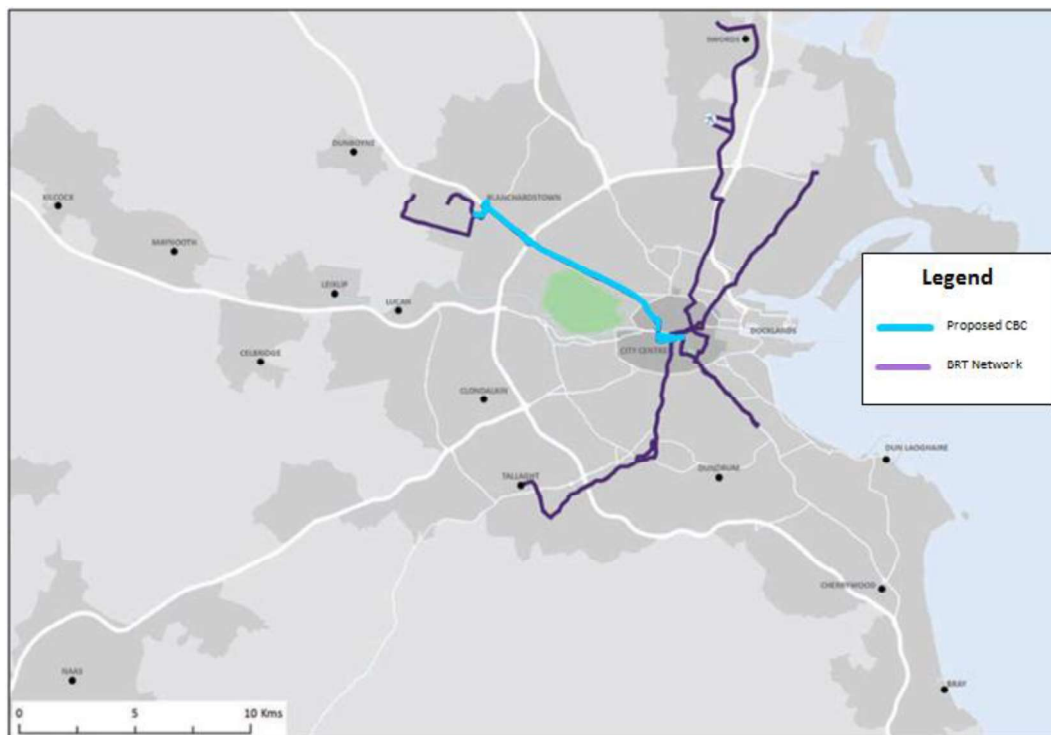 SWORDS
DUNBOYNE
BLANCHARDSTOWN
KILCOCK
MAYNOOTH
LEIXLIP
LUCAN
Legend
Proposed CBC
BRT Network
DOCKLANDS
CITY CENTRE
CELBRIDGE
CLONDALKIN
DUN LAOGHAIRE
TALLAGHT
DUNDRUM
CHERRYWOOD
NAAS
BRAY
0 5 10 Kms